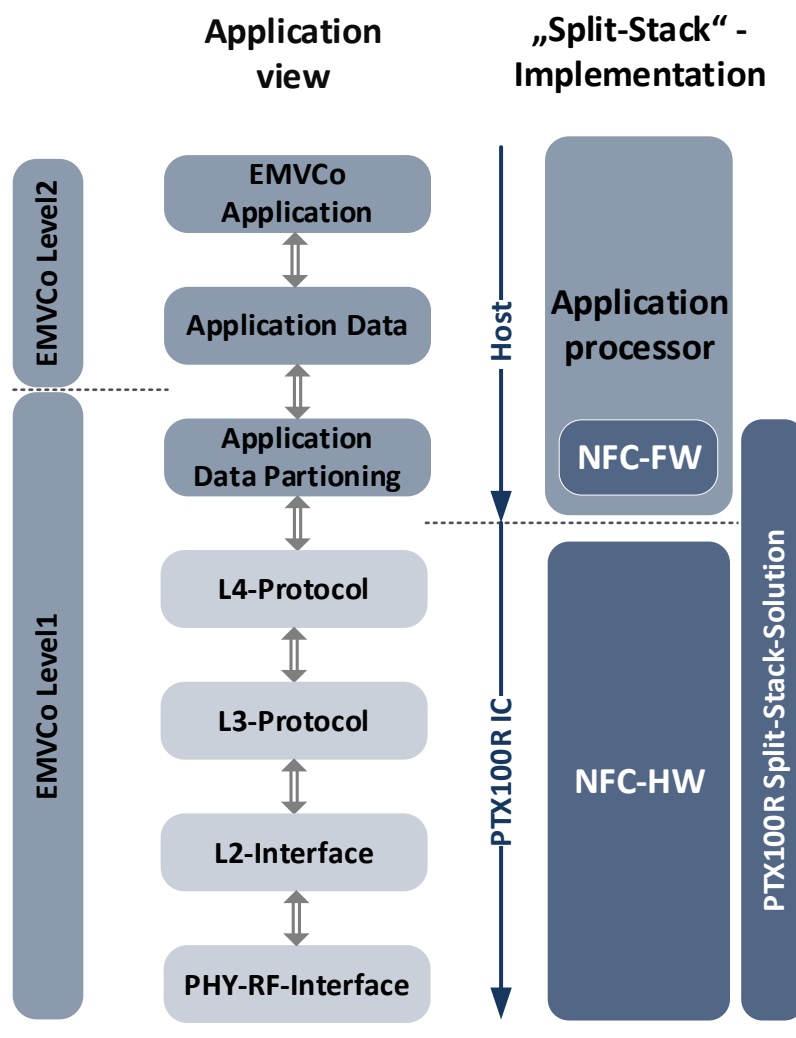 Application
view
„Split-Stack“ -
Implementation
EMVCo Level2
EMVCo
Application
Application Data
Application
Data Partioning
EMVCo Level1
L4-Protocol
L3-Protocol
L2-Interface
PHY-RF-Interface
Host
PTX100R IC
Application
processor
NFC-FW
NFC-HW
PTX100R Split-Stack-Solution